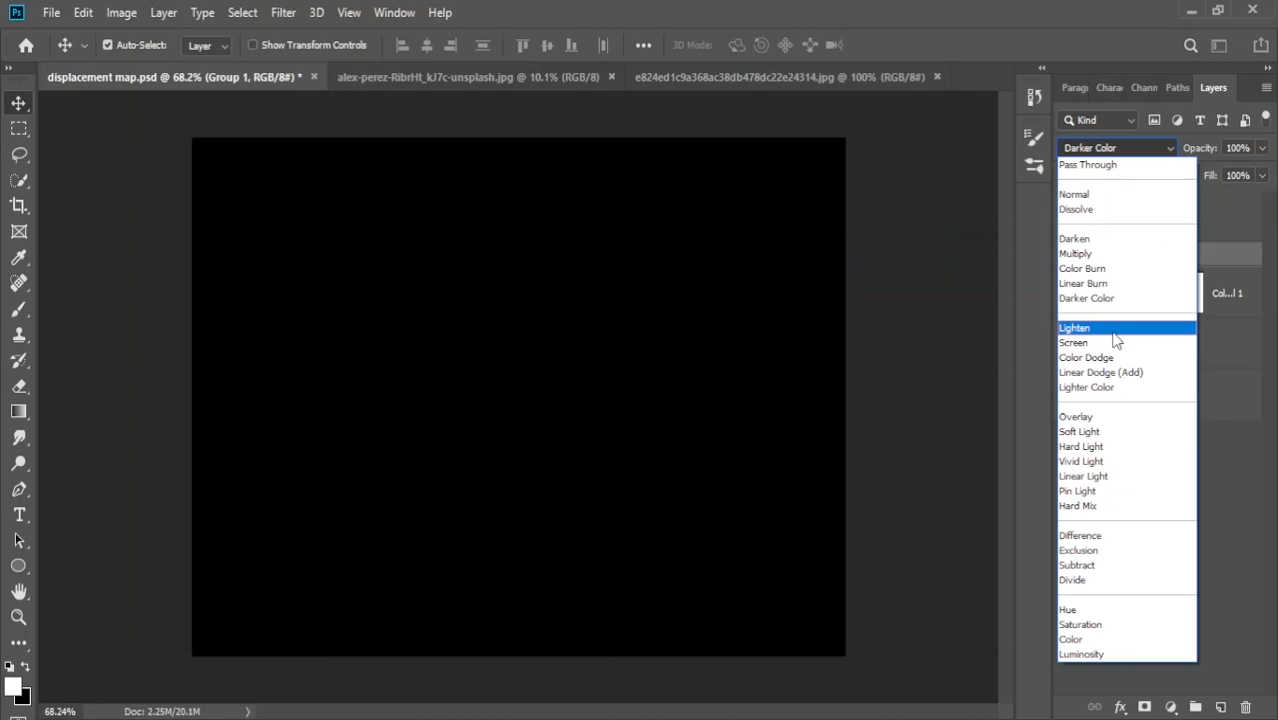 Ps File Edit Image Layer Type Select Filter 3D View Window Help
Auto-Select: Layer Show Transform Controls 3D Mode:
displacement map.psd @ 68.2% (Group 1, RGB/8#) * alex-perez-RibrHt_kJ7c-unsplash.jpg @ 10.1% (RGB/8) e824ed1c9a368ac38db478dc22e24314.jpg @ 100% (RGB/8#)
Parag Chara Chann Paths Layers
Kind
Darker Color Opacity: 100%
Pass Through
Fill: 100%
Normal
Dissolve
Darken
Multiply
Color Burn
Linear Burn
Darker Color
Col...l 1
Lighten
Screen
Color Dodge
Linear Dodge (Add)
Lighter Color
Overlay
Soft Light
Hard Light
Vivid Light
Linear Light
Pin Light
Hard Mix
Difference
Exclusion
Subtract
Divide
Hue
Saturation
Color
Luminosity
68.24% Doc: 2.25M/20.1M